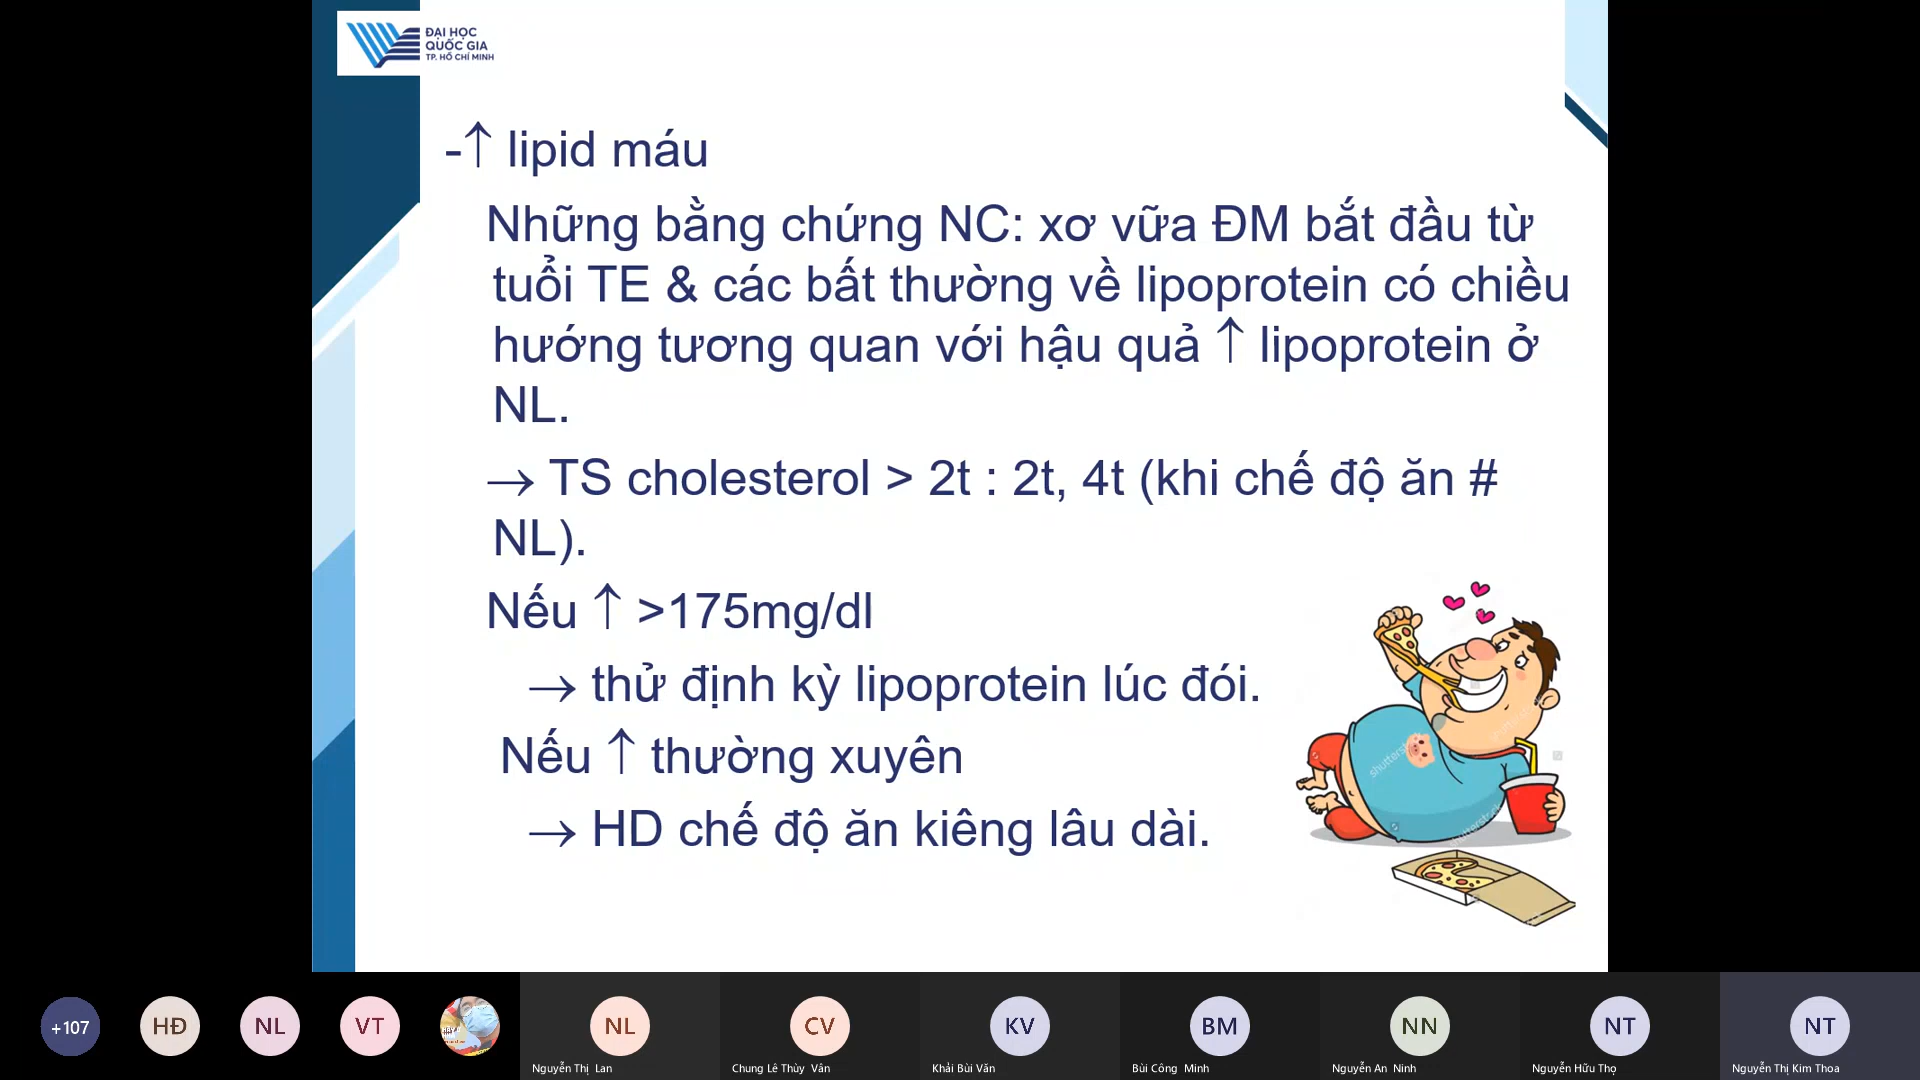 ĐẠI HỌC
QUỐC GIA
TP. HỒ CHÍ MINH
-↑ lipid máu
Những bằng chứng NC: xơ vữa ĐM bắt đầu từ
tuổi TE & các bất thường về lipoprotein có chiều
hướng tương quan với hậu quả ↑ lipoprotein ở
NL.
→ TS cholesterol > 2t : 2t, 4t (khi chế độ ăn #
NL).
Nếu ↑ >175mg/dl
→ thử định kỳ lipoprotein lúc đói.
Nếu ↑ thường xuyên
→ HD chế độ ăn kiêng lâu dài.
+107
HĐ
NL
VT
NL
CV
KV
BM
NN
NT
NT
Nguyễn Thị Lan
Chung Lê Thùy Vân
Khải Bùi Văn
Bùi Công Minh
Nguyễn An Ninh
Nguyễn Hữu Thọ
Nguyễn Thị Kim Thoa